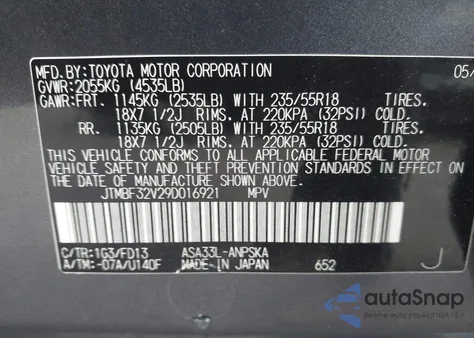 MFD.BY:TOYOTA MOTOR CORPORATION 05/
GVWR:2055KG (4535LB)
GAWR:FRT. 1145KG (2535LB) WITH 235/55R18 TIRES.
18X7 1/2J RIMS. AT 220KPA (32PSI) COLD.
RR. 1135KG (2505LB) WITH 235/55R18 TIRES.
18X7 1/2J RIMS. AT 220KPA (32PSI) COLD.
THIS VEHICLE CONFORMS TO ALL APPLICABLE FEDERAL MOTOR
VEHICLE SAFETY AND THEFT PREVENTION STANDARDS IN EFFECT
ON THE DATE OF MANUFACTURE SHOWN ABOVE.
JTMBF32V29D016921 MPV
C/TR:1G3/FD13 ASA33L-ANPSKA
A/TM:-07A/U140F MADE IN JAPAN 652 J
autaSnap